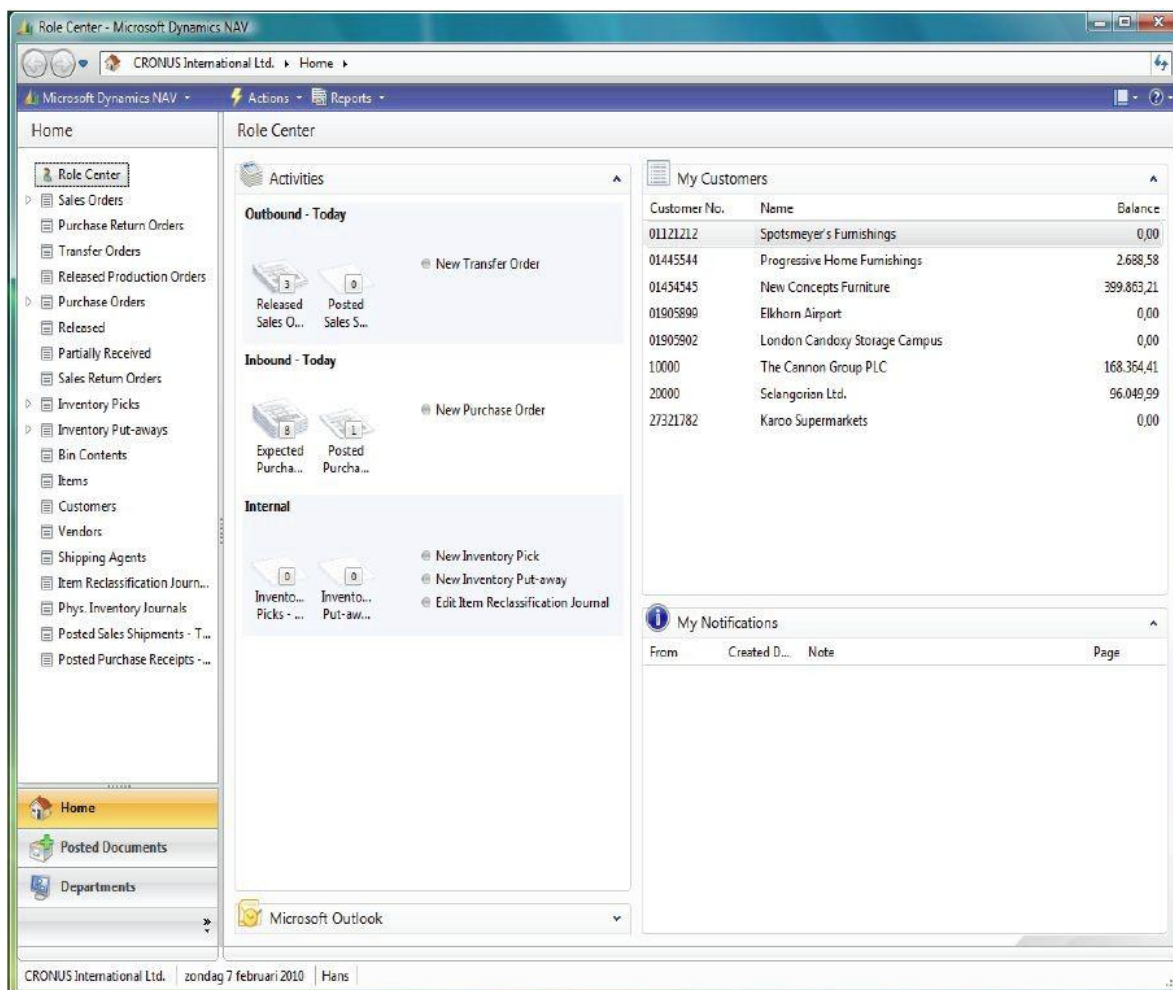 Role Center - Microsoft Dynamics NAV
CRONUS International Ltd. Home
Microsoft Dynamics NAV Actions Reports
Home
Role Center
Sales Orders
Purchase Return Orders
Transfer Orders
Released Production Orders
Purchase Orders
Released
Partially Received
Sales Return Orders
Inventory Picks
Inventory Put-aways
Bin Contents
Items
Customers
Vendors
Shipping Agents
Item Reclassification Journ...
Phys. Inventory Journals
Posted Sales Shipments - T...
Posted Purchase Receipts -...
Home
Posted Documents
Departments
Role Center
Activities
Outbound - Today
3 0
Released Posted
Sales O... Sales S...
New Transfer Order
Inbound - Today
8 1
Expected Posted
Purcha... Purcha...
New Purchase Order
Internal
0 0
Invento... Invento...
Picks - ... Put-aw...
New Inventory Pick
New Inventory Put-away
Edit Item Reclassification Journal
Microsoft Outlook
My Customers
Customer No. Name Balance
01121212 Spotsmeyer's Furnishings 0,00
01445544 Progressive Home Furnishings 2.688,58
01454545 New Concepts Furniture 399.863,21
01905899 Elkhorn Airport 0,00
01905902 London Candoxy Storage Campus 0,00
10000 The Cannon Group PLC 168.364,41
20000 Selangorian Ltd. 96.049,99
27321782 Karoo Supermarkets 0,00
My Notifications
From Created D... Note Page
CRONUS International Ltd. zondag 7 februari 2010 Hans